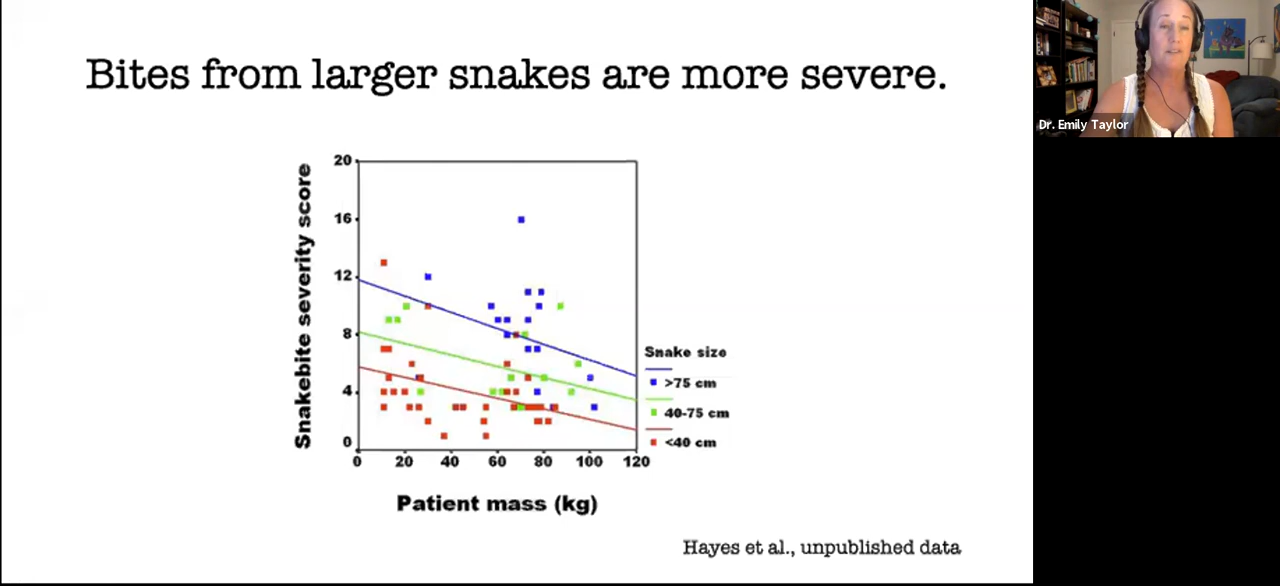 Bites from larger snakes are more severe.
Dr. Emily Taylor
Snakebite severity score
20
16
12
8
4
0
0 20 40 60 80 100 120
Patient mass (kg)
Snake size
>75 cm
40-75 cm
<40 cm
Hayes et al., unpublished data